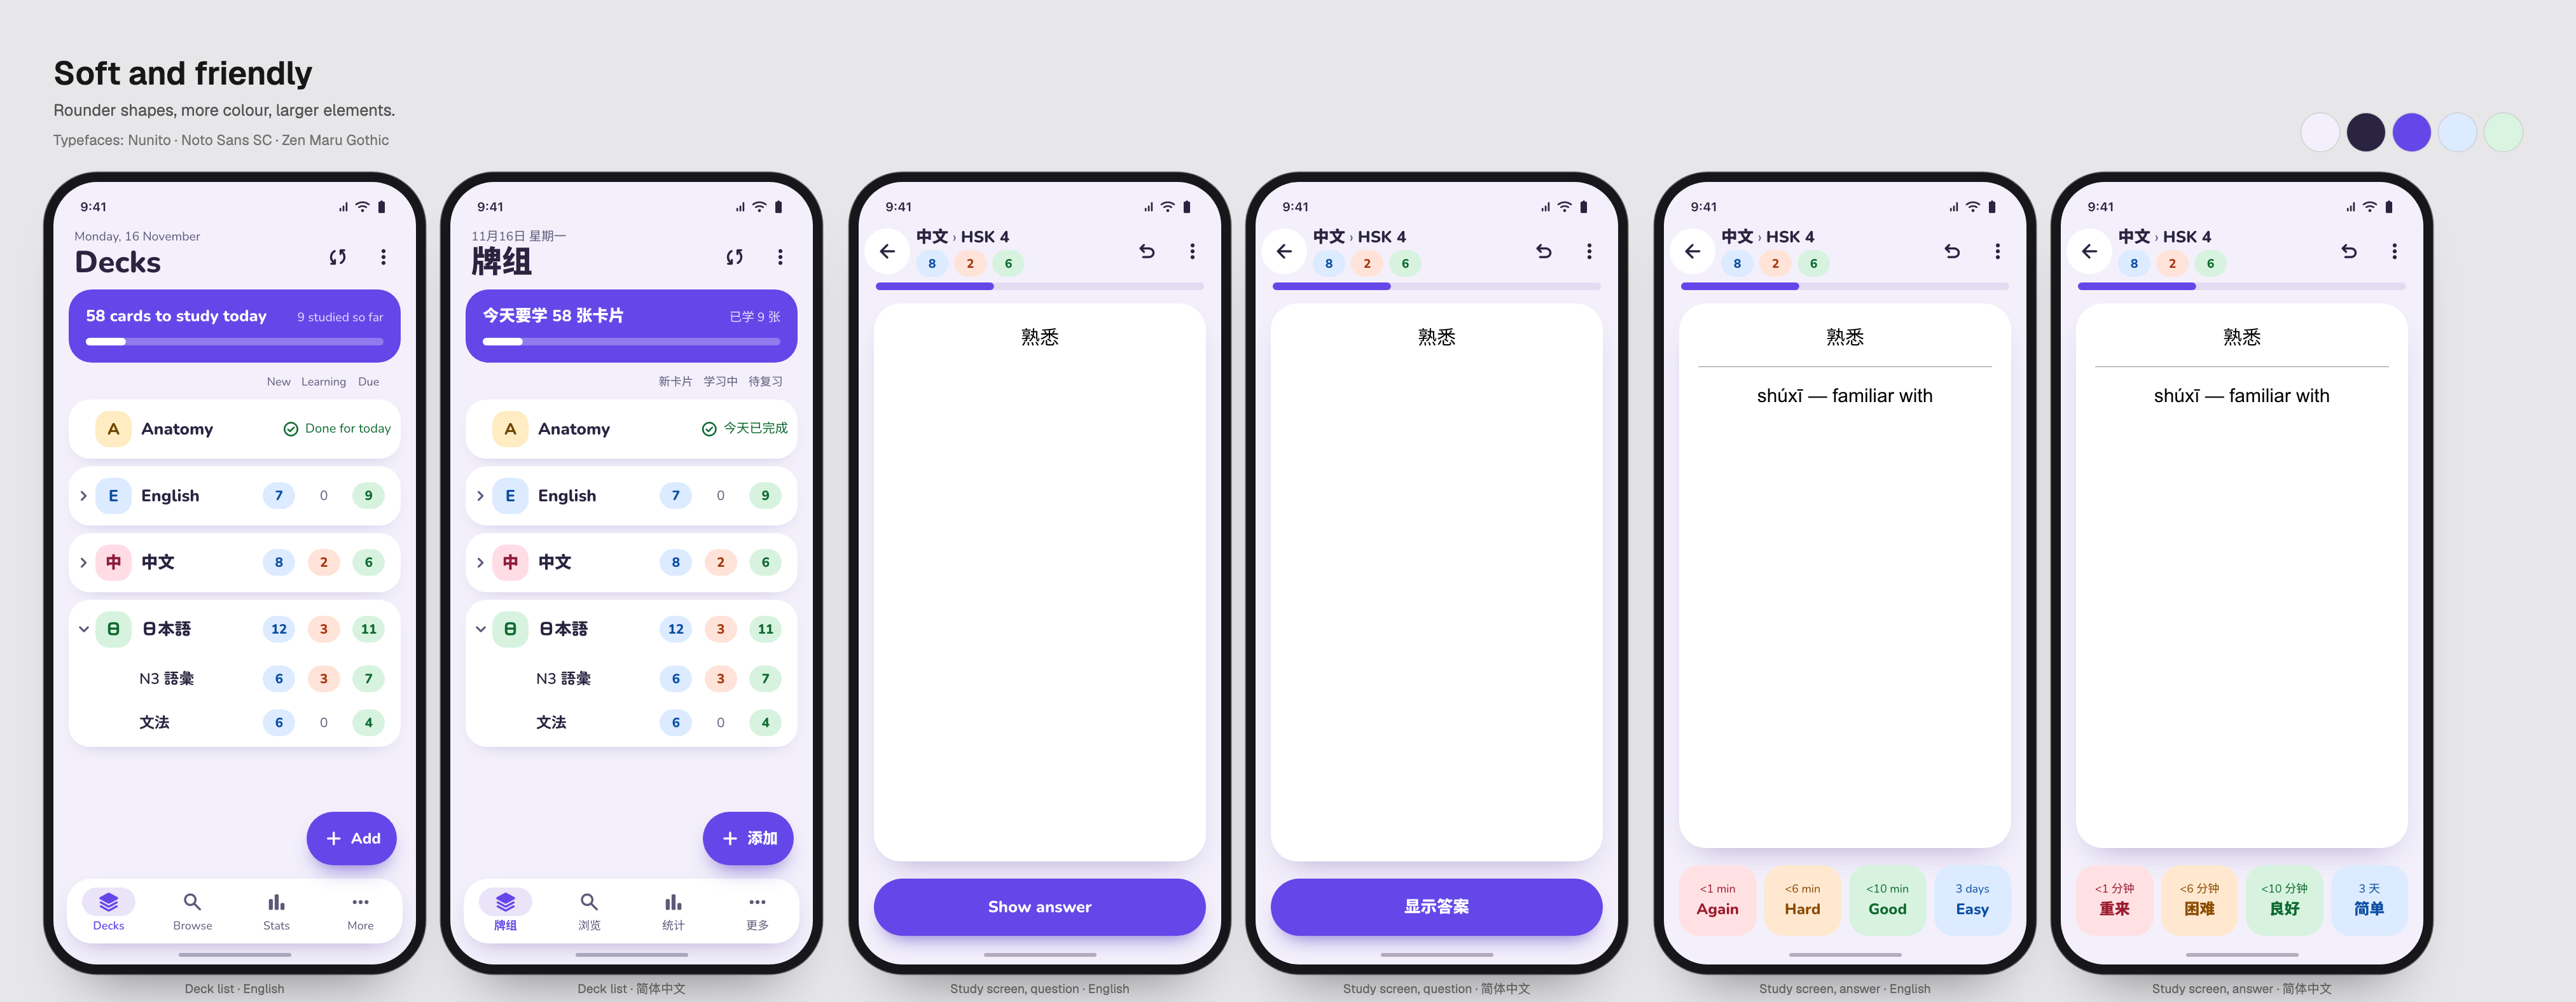 Soft and friendly
Rounder shapes, more colour, larger elements.
Typefaces: Nunito · Noto Sans SC · Zen Maru Gothic
9:41
Monday, 16 November
Decks
58 cards to study today
9 studied so far
New Learning Due
A Anatomy Done for today
E English 7 0 9
中 中文 8 2 6
日 日本語 12 3 11
N3 語彙 6 3 7
文法 6 0 4
+ Add
Decks Browse Stats More
Deck list · English
9:41
11月16日 星期一
牌组
今天要学 58 张卡片
已学 9 张
新卡片 学习中 待复习
A Anatomy 今天已完成
E English 7 0 9
中 中文 8 2 6
日 日本語 12 3 11
N3 語彙 6 3 7
文法 6 0 4
+ 添加
牌组 浏览 统计 更多
Deck list · 简体中文
9:41
中文 › HSK 4
8 2 6
熟悉
Show answer
Study screen, question · English
9:41
中文 › HSK 4
8 2 6
熟悉
显示答案
Study screen, question · 简体中文
9:41
中文 › HSK 4
8 2 6
熟悉
shúxī — familiar with
<1 min <6 min <10 min 3 days
Again Hard Good Easy
Study screen, answer · English
9:41
中文 › HSK 4
8 2 6
熟悉
shúxī — familiar with
<1 分钟 <6 分钟 <10 分钟 3 天
重来 困难 良好 简单
Study screen, answer · 简体中文